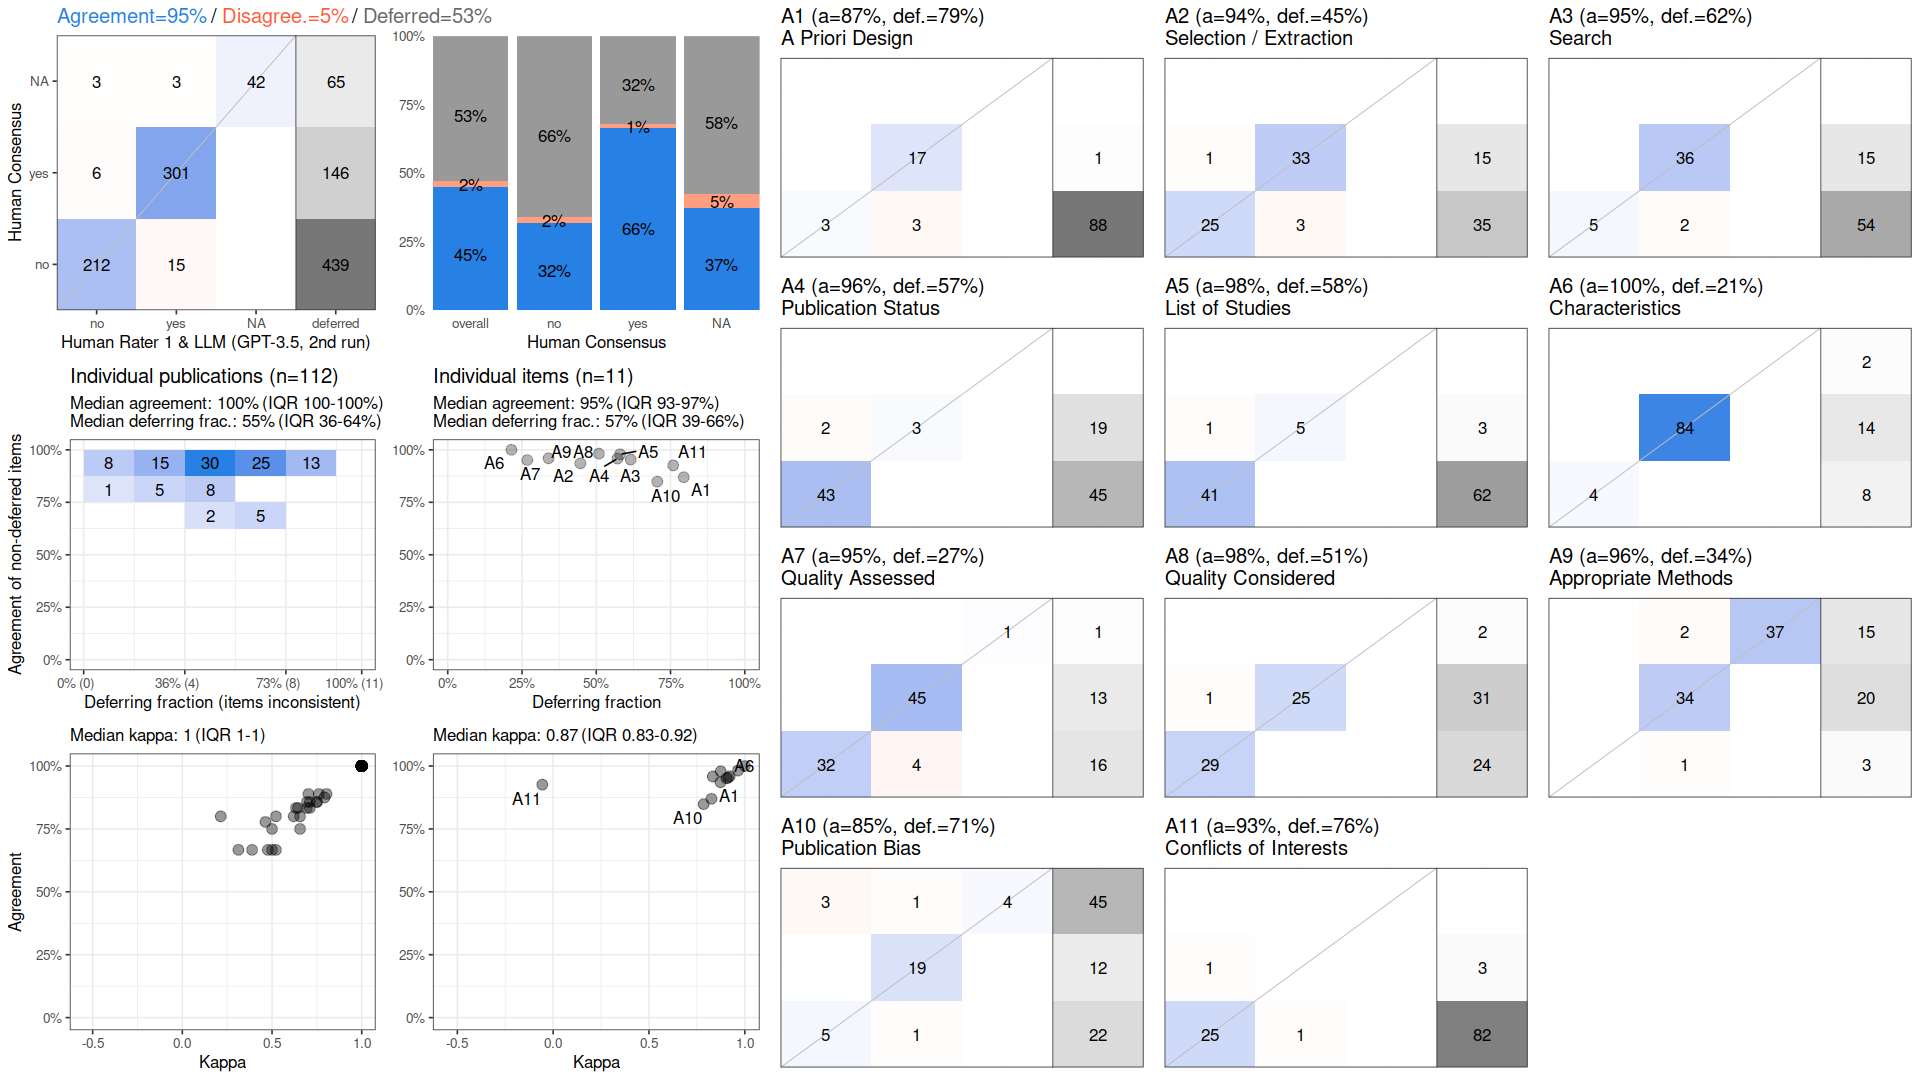 Agreement=95% / Disagree.=5% / Deferred=53%
Human Consensus
NA
yes
no
3
3
42
65
6
301
146
212
15
439
no
yes
NA
deferred
Human Rater 1 & LLM (GPT-3.5, 2nd run)
100%
75%
50%
25%
0%
53%
2%
45%
66%
2%
32%
32%
1%
66%
58%
5%
37%
overall
no
yes
NA
Human Consensus
Individual publications (n=112)
Median agreement: 100% (IQR 100-100%)
Median deferring frac.: 55% (IQR 36-64%)
Agreement of non-deferred items
100%
75%
50%
25%
0%
8
15
30
25
13
1
5
8
2
5
0% (0)
36% (4)
73% (8)
100% (11)
Deferring fraction (items inconsistent)
Individual items (n=11)
Median agreement: 95% (IQR 93-97%)
Median deferring frac.: 57% (IQR 39-66%)
100%
75%
50%
25%
0%
A6
A7
A9
A8
A2
A4
A5
A3
A11
A10
A1
0%
25%
50%
75%
100%
Deferring fraction
Median kappa: 1 (IQR 1-1)
Agreement
100%
75%
50%
25%
0%
-0.5
0.0
0.5
1.0
Kappa
Median kappa: 0.87 (IQR 0.83-0.92)
100%
75%
50%
25%
0%
A11
A6
A1
A10
-0.5
0.0
0.5
1.0
Kappa
A1 (a=87%, def.=79%)
A Priori Design
17
1
3
3
88
A2 (a=94%, def.=45%)
Selection / Extraction
1
33
15
25
3
35
A3 (a=95%, def.=62%)
Search
36
15
5
2
54
A4 (a=96%, def.=57%)
Publication Status
2
3
19
43
45
A5 (a=98%, def.=58%)
List of Studies
1
5
3
41
62
A6 (a=100%, def.=21%)
Characteristics
2
84
14
4
8
A7 (a=95%, def.=27%)
Quality Assessed
1
1
45
13
32
4
16
A8 (a=98%, def.=51%)
Quality Considered
2
1
25
31
29
24
A9 (a=96%, def.=34%)
Appropriate Methods
2
37
15
34
20
1
3
A10 (a=85%, def.=71%)
Publication Bias
3
1
4
45
19
12
5
1
22
A11 (a=93%, def.=76%)
Conflicts of Interests
1
3
25
1
82